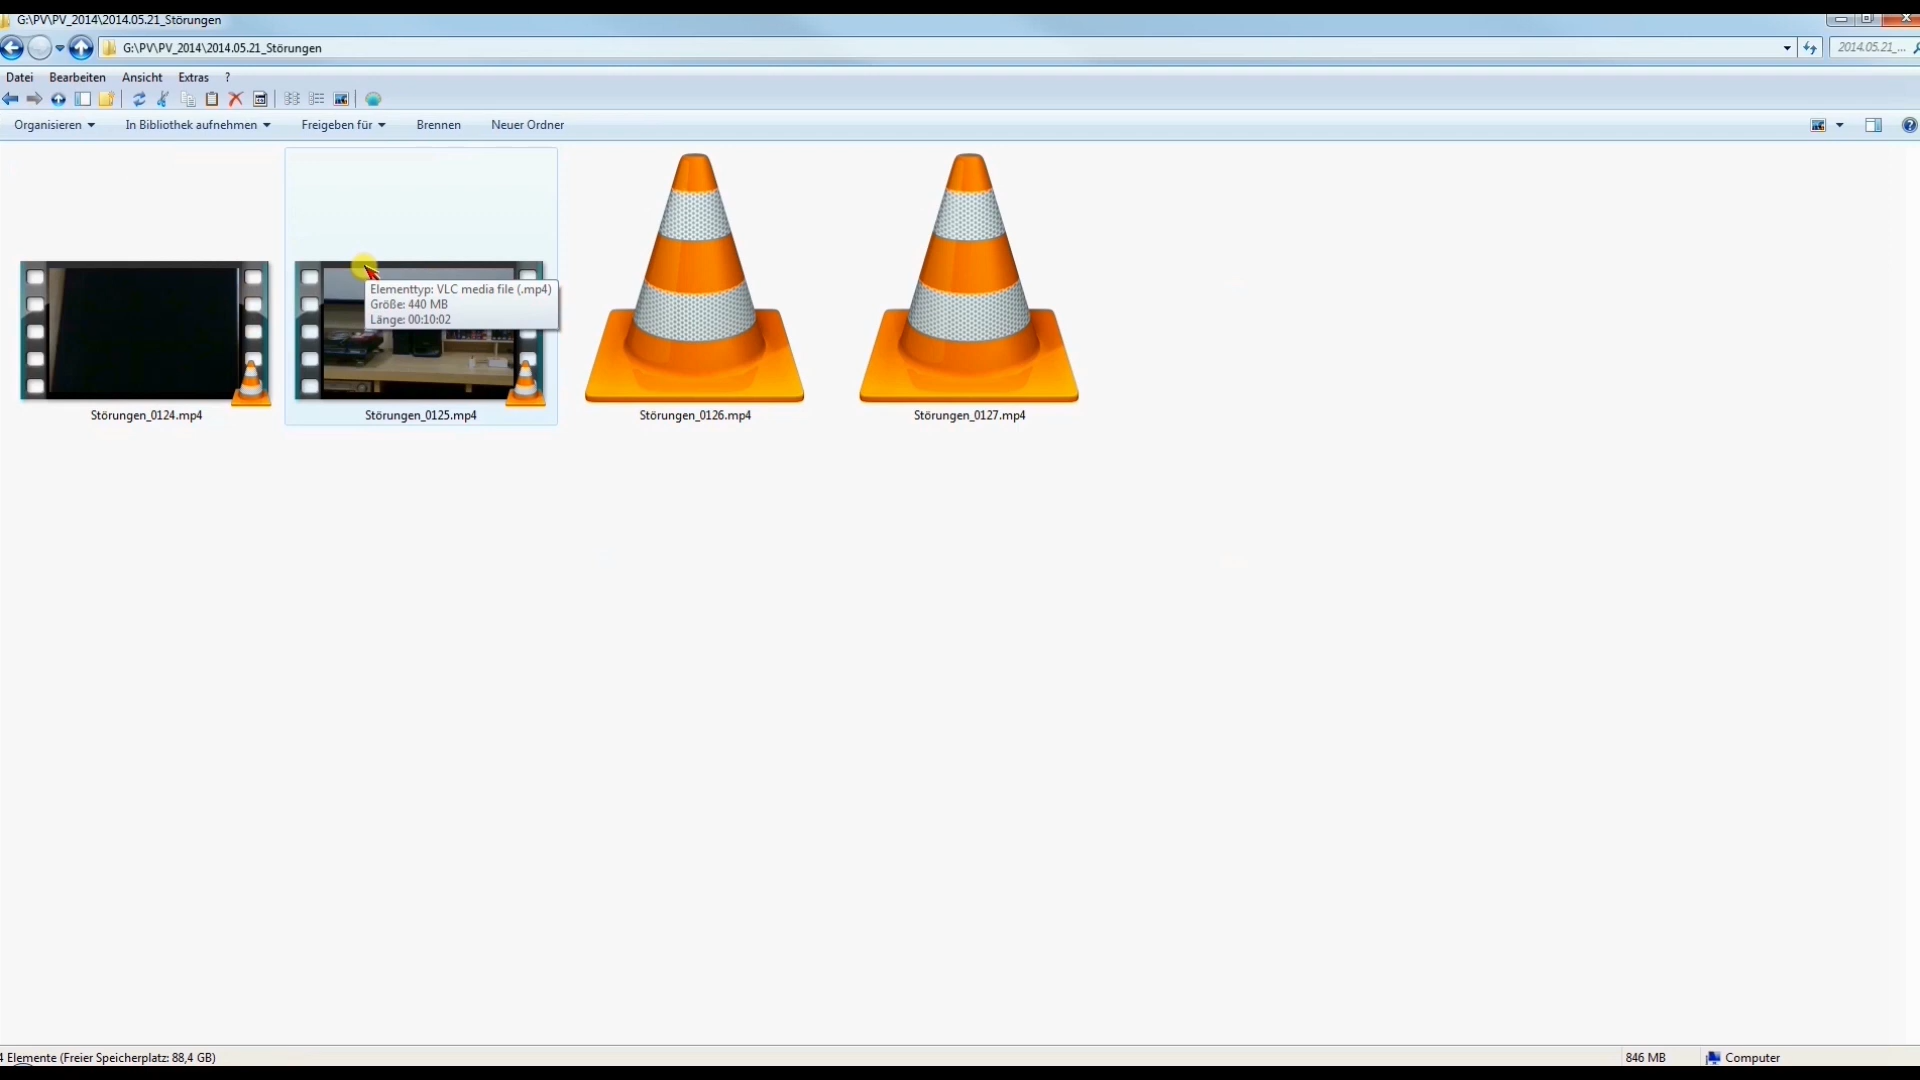 G:\PV\PV_2014\2014.05.21_Störungen
G:\PV\PV_2014\2014.05.21_Störungen
2014.05.21_...
Datei Bearbeiten Ansicht Extras ?
Organisieren In Bibliothek aufnehmen Freigeben für Brennen Neuer Ordner
Elementtyp: VLC media file (.mp4)
Größe: 440 MB
Länge: 00:10:02
Störungen_0124.mp4
Störungen_0125.mp4
Störungen_0126.mp4
Störungen_0127.mp4
4 Elemente (Freier Speicherplatz: 88,4 GB)
846 MB
Computer